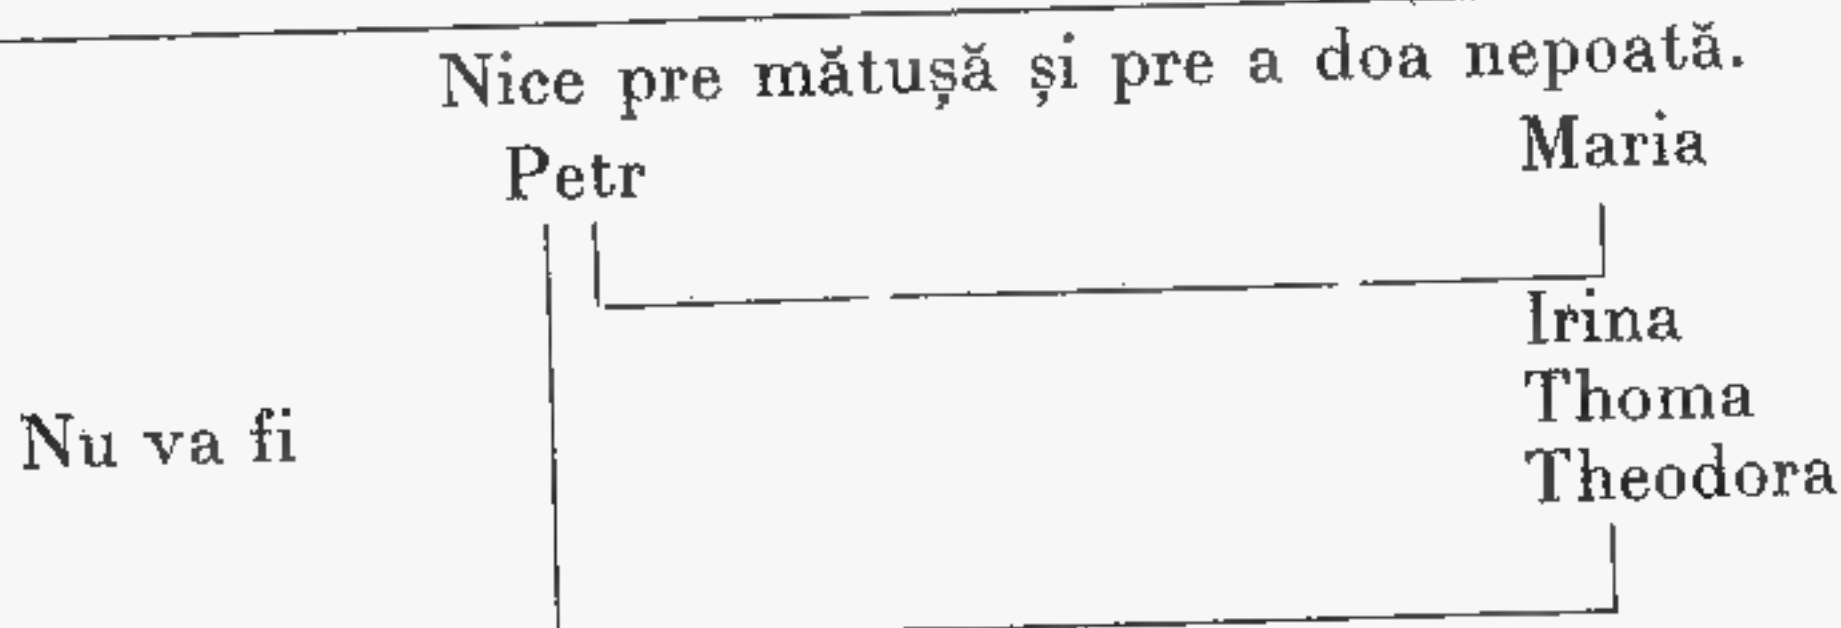 Nice pre mătușă și pre a doa nepoată.
Petr Maria
Irina
Thoma
Nu va fi
Theodora